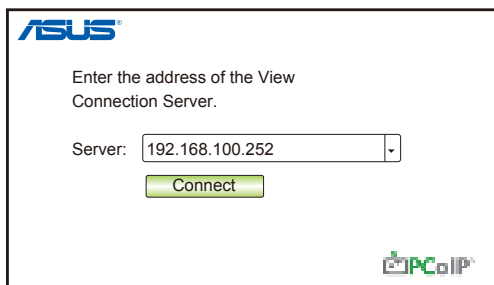 ASUS®
Enter the address of the View
Connection Server.
Server: 192.168.100.252
Connect
PCoIP®